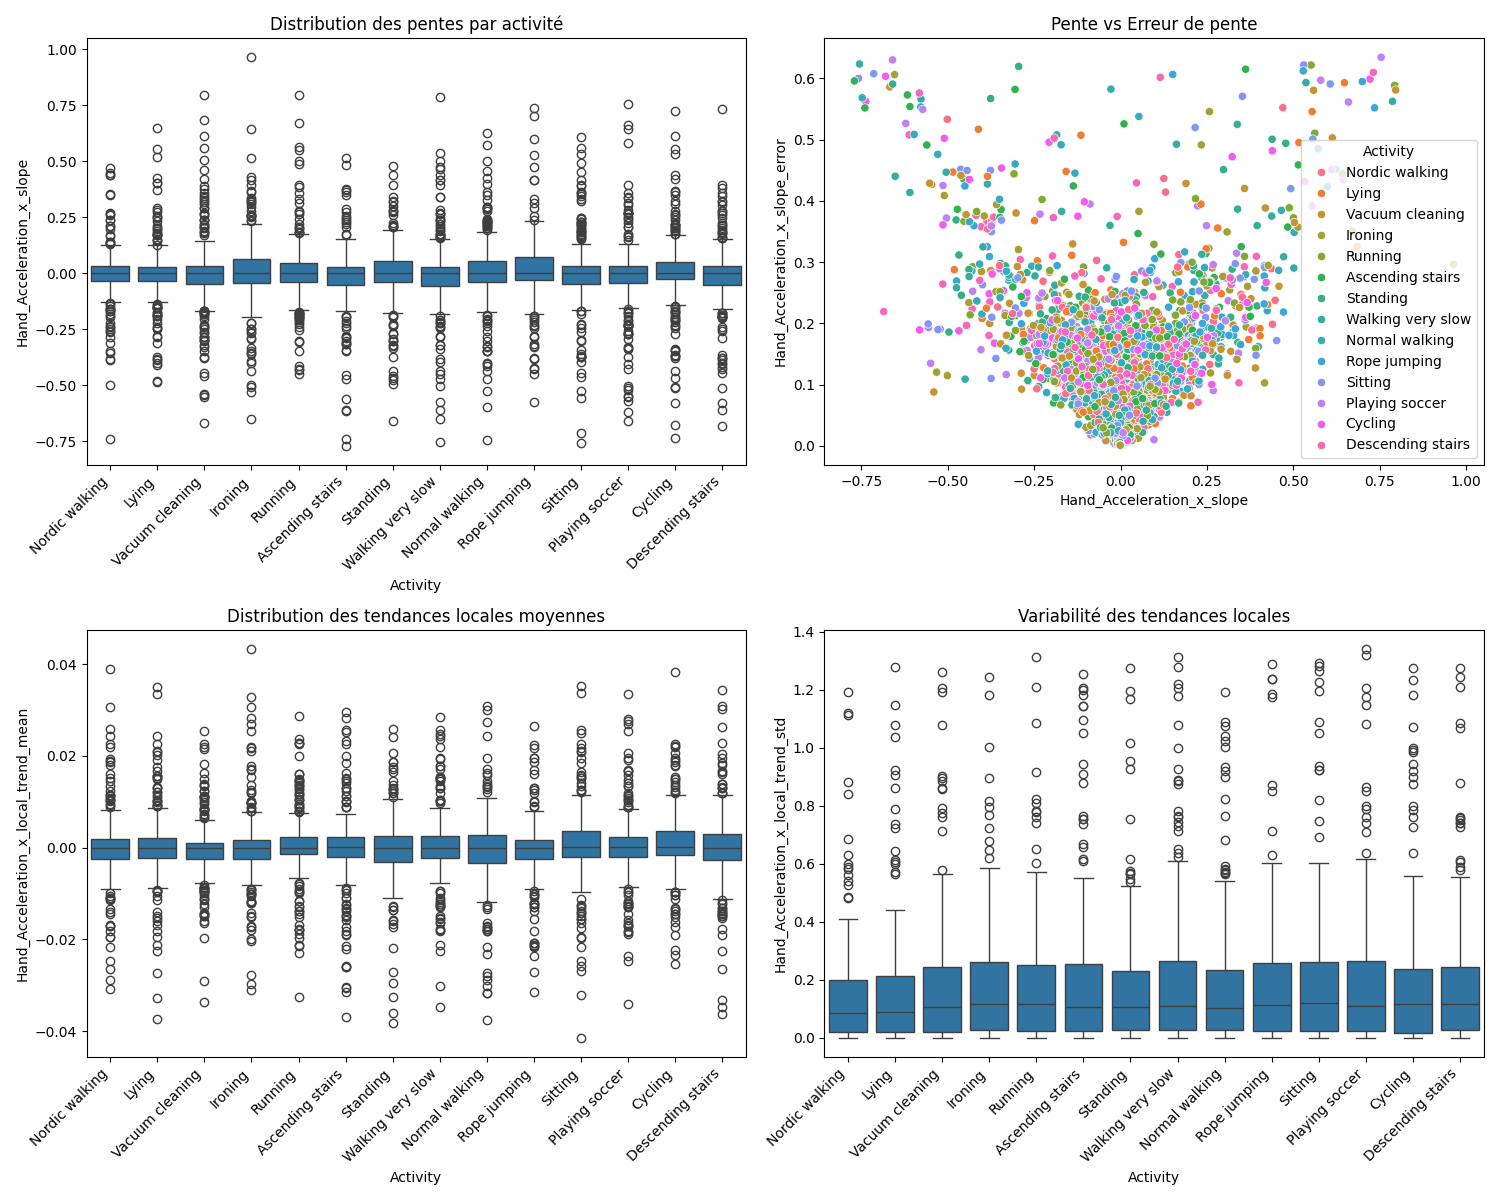 Distribution des pentes par activité
Hand_Acceleration_x_slope
1.00
0.75
0.50
0.25
0.00
−0.25
−0.50
−0.75
Nordic walking
Lying
Vacuum cleaning
Ironing
Running
Ascending stairs
Standing
Walking very slow
Normal walking
Rope jumping
Sitting
Playing soccer
Cycling
Descending stairs
Activity
Pente vs Erreur de pente
Hand_Acceleration_x_slope_error
0.6
0.5
0.4
0.3
0.2
0.1
0.0
Activity
Nordic walking
Lying
Vacuum cleaning
Ironing
Running
Ascending stairs
Standing
Walking very slow
Normal walking
Rope jumping
Sitting
Playing soccer
Cycling
Descending stairs
−0.75
−0.50
−0.25
0.00
0.25
0.50
0.75
1.00
Hand_Acceleration_x_slope
Distribution des tendances locales moyennes
Hand_Acceleration_x_local_trend_mean
0.04
0.02
0.00
−0.02
−0.04
Nordic walking
Lying
Vacuum cleaning
Ironing
Running
Ascending stairs
Standing
Walking very slow
Normal walking
Rope jumping
Sitting
Playing soccer
Cycling
Descending stairs
Activity
Variabilité des tendances locales
Hand_Acceleration_x_local_trend_std
1.4
1.2
1.0
0.8
0.6
0.4
0.2
0.0
Nordic walking
Lying
Vacuum cleaning
Ironing
Running
Ascending stairs
Standing
Walking very slow
Normal walking
Rope jumping
Sitting
Playing soccer
Cycling
Descending stairs
Activity